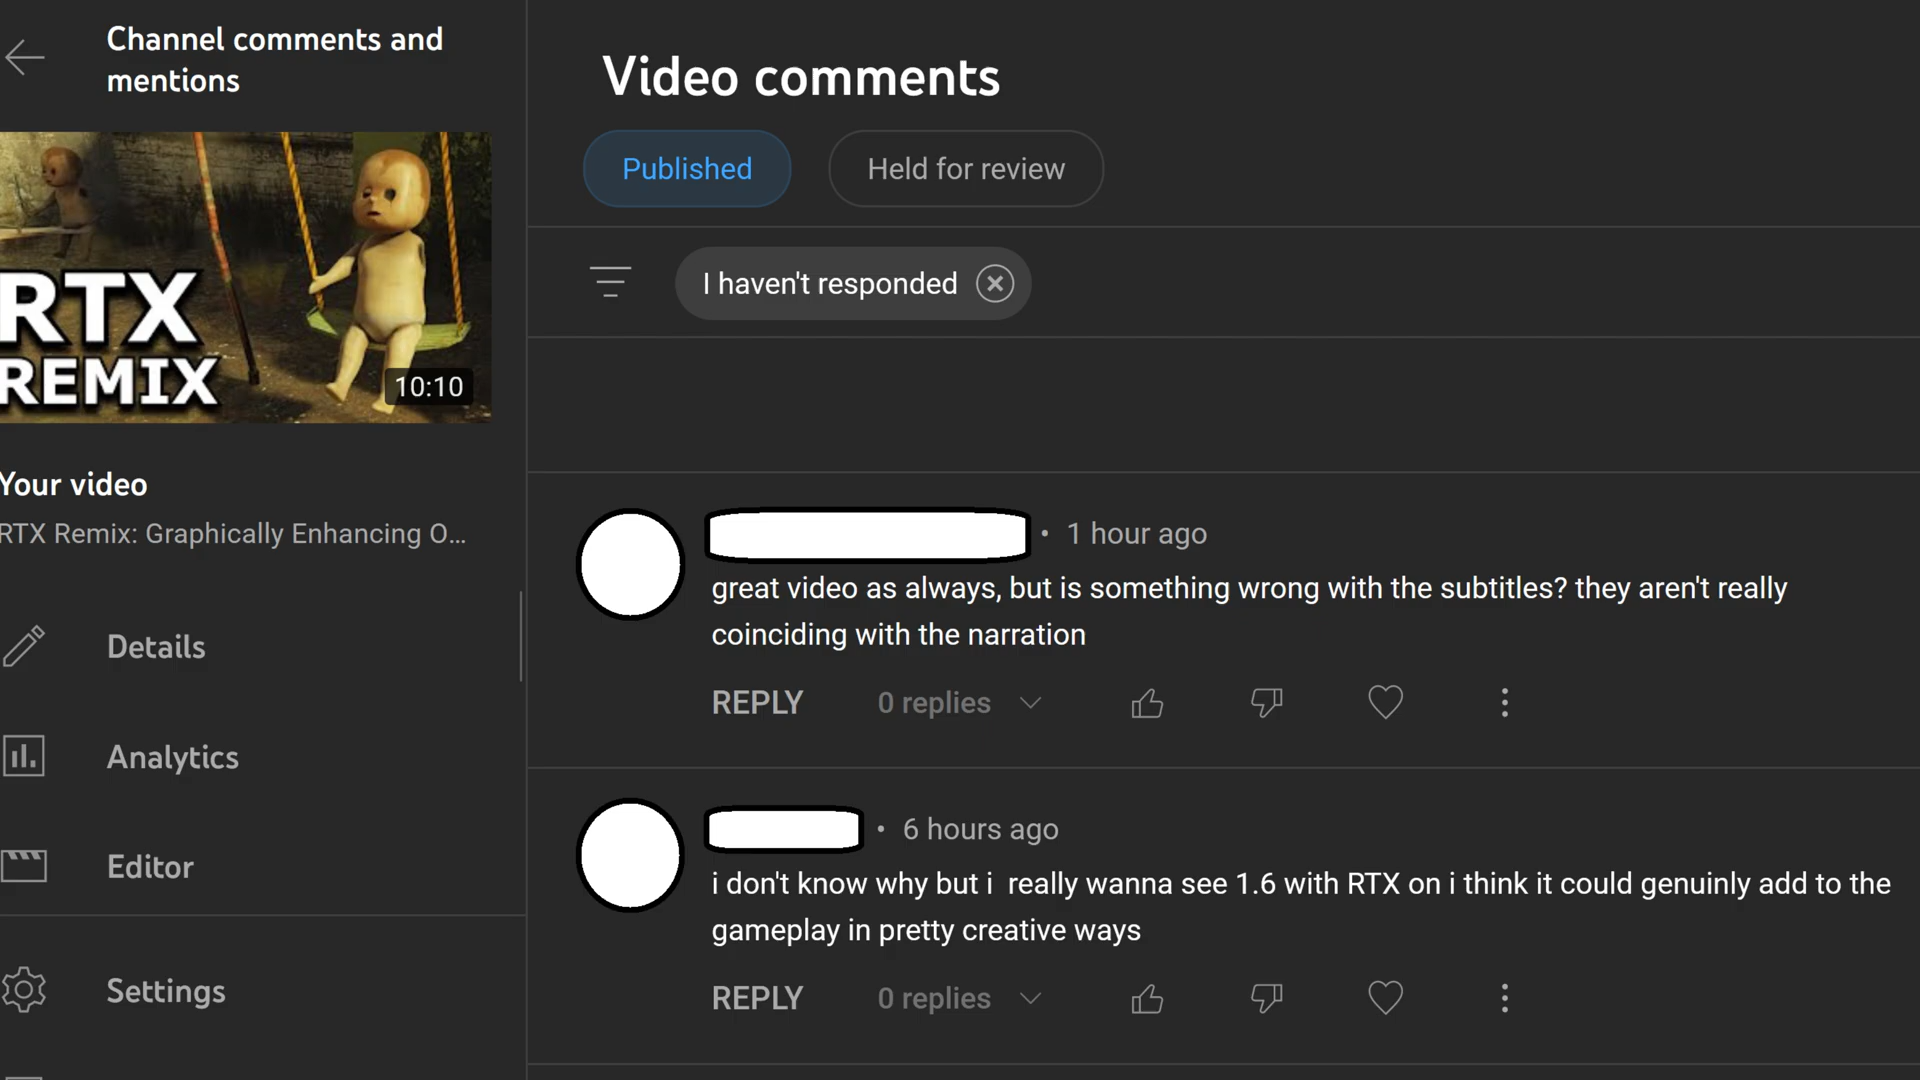 Channel comments and
mentions
RTX
REMIX
10:10
Your video
RTX Remix: Graphically Enhancing O...
Details
Analytics
Editor
Settings
Video comments
Published
Held for review
I haven't responded
• 1 hour ago
great video as always, but is something wrong with the subtitles? they aren't really
coinciding with the narration
REPLY 0 replies
• 6 hours ago
i don't know why but i  really wanna see 1.6 with RTX on i think it could genuinly add to the
gameplay in pretty creative ways
REPLY 0 replies